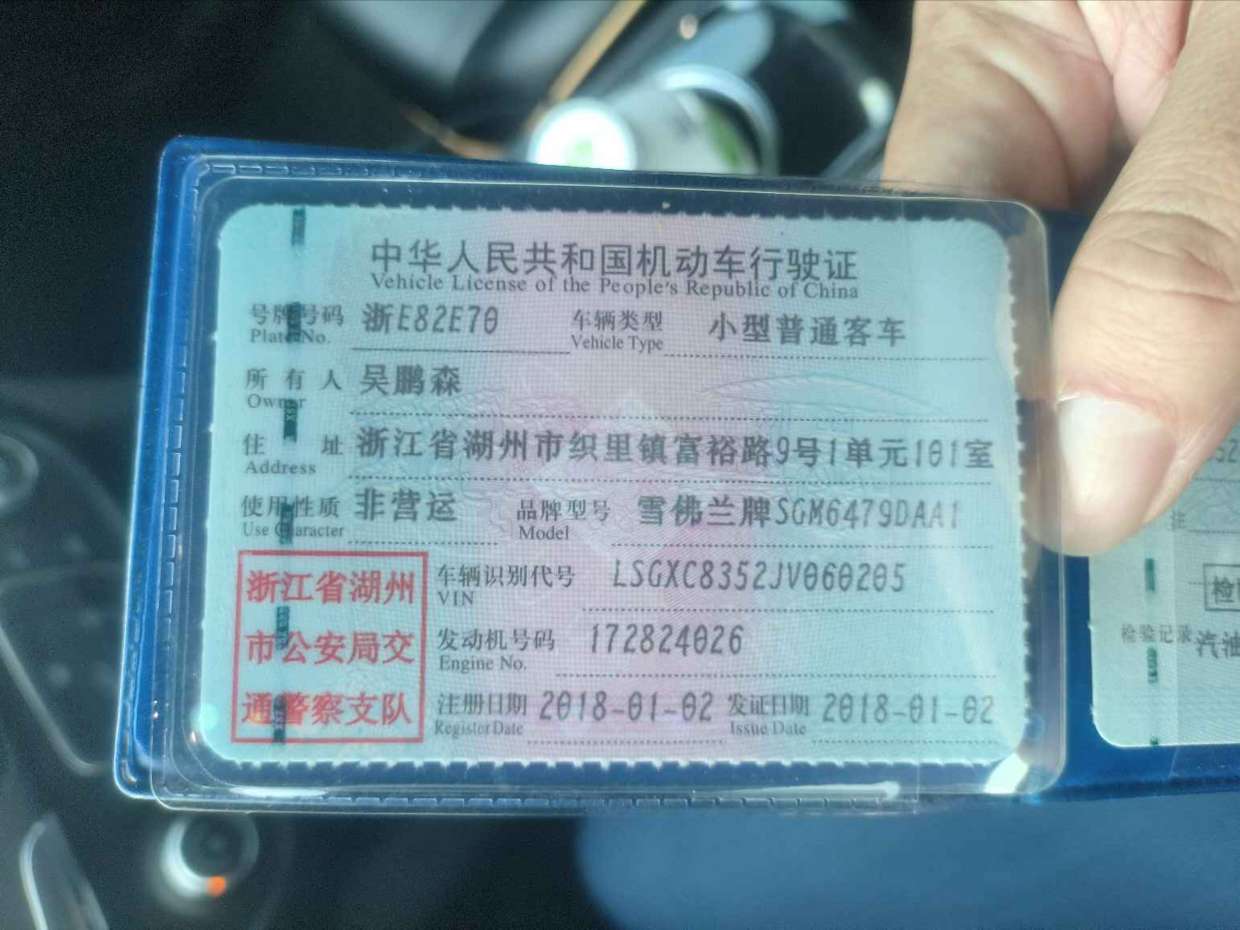 中华人民共和国机动车行驶证
Vehicle License of the People's Republic of China
号牌号码 浙E82E70 车辆类型 小型普通客车
Plate No. Vehicle Type
所有人 吴鹏森
Owner
住址 浙江省湖州市织里镇富裕路9号1单元101室
Address
使用性质 非营运 品牌型号 雪佛兰牌SGM6479DAA1
Use Character Model
浙江省湖州
市公安局交
通警察支队
车辆识别代号 LSGXC8352JV060205
VIN
发动机号码 172824026
Engine No.
注册日期 2018-01-02 发证日期 2018-01-02
Register Date Issue Date
检验记录 汽油